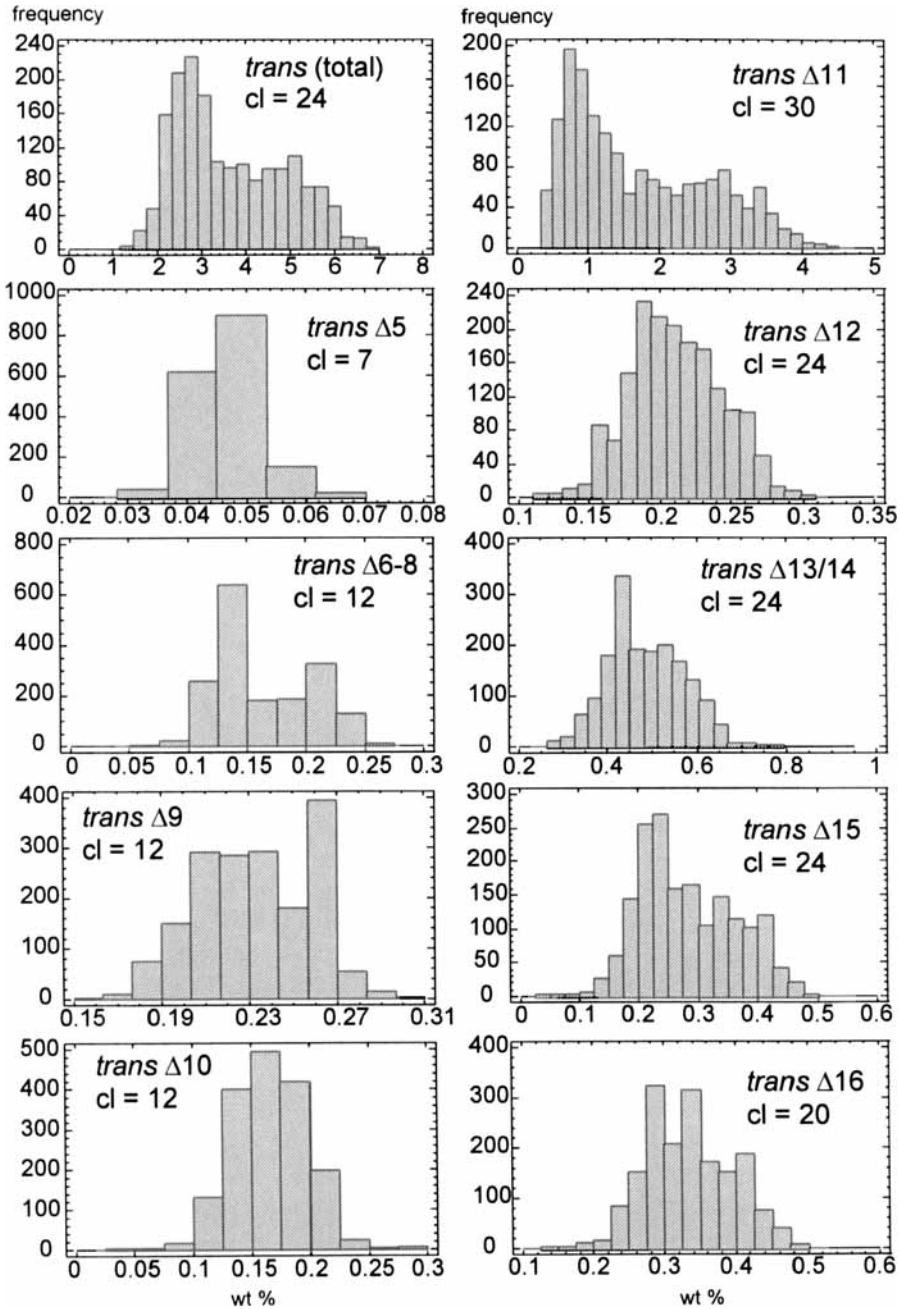 frequency
240
200
160
120
80
40
0
trans (total)
cl = 24
0 1 2 3 4 5 6 7 8
1000
800
600
400
200
0
trans Δ5
cl = 7
0.02 0.03 0.04 0.05 0.06 0.07 0.08
800
600
400
200
0
trans Δ6-8
cl = 12
0 0.05 0.1 0.15 0.2 0.25 0.3
400
300
200
100
0
trans Δ9
cl = 12
0.15 0.19 0.23 0.27 0.31
500
400
300
200
100
0
trans Δ10
cl = 12
0 0.05 0.1 0.15 0.2 0.25 0.3
wt %
frequency
200
160
120
80
40
0
trans Δ11
cl = 30
0 1 2 3 4 5
240
200
160
120
80
40
0
trans Δ12
cl = 24
0.1 0.15 0.2 0.25 0.3 0.35
400
300
200
100
0
trans Δ13/14
cl = 24
0.2 0.4 0.6 0.8 1
300
250
200
150
100
50
0
trans Δ15
cl = 24
0 0.1 0.2 0.3 0.4 0.5 0.6
400
300
200
100
0
trans Δ16
cl = 20
0.1 0.2 0.3 0.4 0.5 0.6
wt %